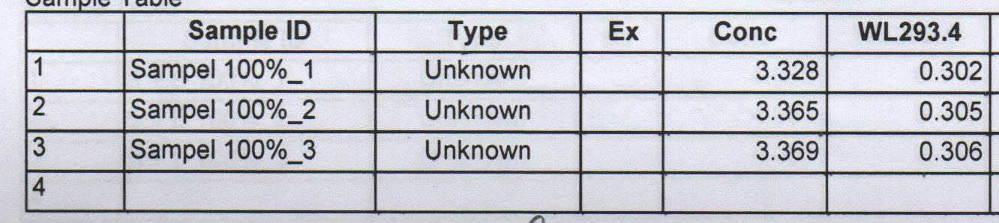 Sample Table
Sample ID Type Ex Conc WL293.4
1 Sampel 100%_1 Unknown 3.328 0.302
2 Sampel 100%_2 Unknown 3.365 0.305
3 Sampel 100%_3 Unknown 3.369 0.306
4